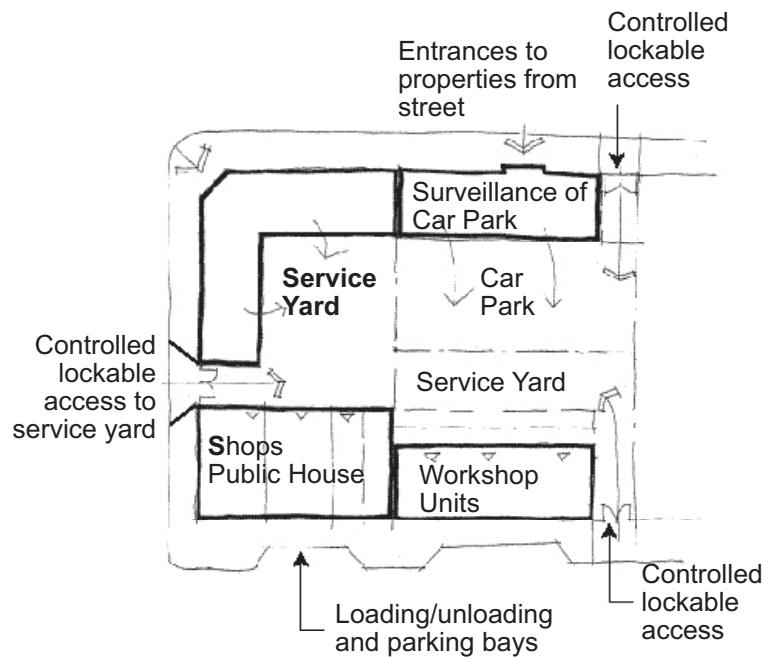 Controlled
lockable
access
Entrances to
properties from
street
Surveillance of
Car Park
Service
Yard
Car
Park
Controlled
lockable
access to
service yard
Service Yard
Shops
Public House
Workshop
Units
Loading/unloading
and parking bays
Controlled
lockable
access